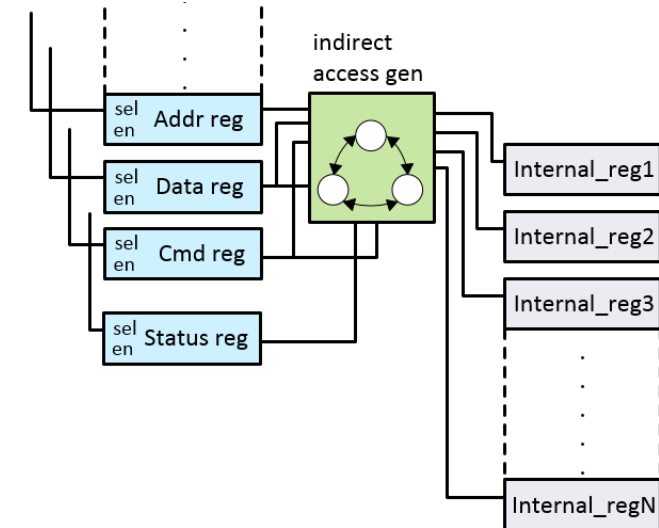 indirect
access gen
sel
en
Addr reg
sel
en
Data reg
sel
en
Cmd reg
sel
en
Status reg
Internal_reg1
Internal_reg2
Internal_reg3
Internal_regN